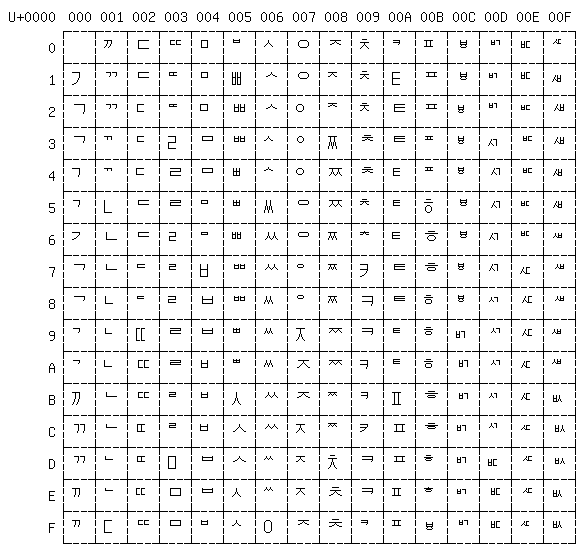 U+0000 000 001 002 003 004 005 006 007 008 009 00A 00B 00C 00D 00E 00F
0 ㄲ ㄷ ㄸ ㅁ ㅂ ㅅ ㅇ ㅈ ㅊ ㅋ ㅍ ㅸ ㅲ ㅳ ㅼ
1 ㄱ ㄲ ㄷ ㄸ ㅁ ㅃ ㅅ ㅇ ㅈ ㅊ ㅌ ㅍ ㅸ ㅲ ㅳ ㅽ
2 ㄱ ㄲ ㄷ ㄸ ㅁ ㅃ ㅅ ㅇ ㅈ ㅊ ㅌ ㅍ ㅸ ㅲ ㅳ ㅽ
3 ㄱ ㄲ ㄷ ㄹ ㅁ ㅃ ㅅ ㅇ ㅉ ㅊ ㅌ ㅍ ㅸ ㅺ ㅳ ㅽ
4 ㄱ ㄲ ㄷ ㄹ ㅁ ㅃ ㅅ ㅇ ㅉ ㅊ ㅌ ㅍ ㅸ ㅺ ㅳ ㅽ
5 ㄱ ㄴ ㄷ ㄹ ㅁ ㅃ ㅆ ㅇ ㅉ ㅊ ㅌ ㅎ ㅸ ㅺ ㅳ ㅽ
6 ㄱ ㄴ ㄷ ㄹ ㅁ ㅃ ㅆ ㅇ ㅉ ㅊ ㅌ ㅎ ㅸ ㅺ ㅳ ㅽ
7 ㄱ ㄴ ㄷ ㄹ ㅂ ㅃ ㅆ ㅇ ㅉ ㅋ ㅌ ㅎ ㅸ ㅺ ㅼ ㅽ
8 ㄱ ㄴ ㄷ ㄹ ㅂ ㅃ ㅆ ㅇ ㅉ ㅋ ㅌ ㅎ ㅸ ㅺ ㅼ ㅽ
9 ㄱ ㄴ ㄸ ㄹ ㅂ ㅃ ㅆ ㅈ ㅉ ㅋ ㅌ ㅎ ㅲ ㅺ ㅼ ㅽ
A ㄱ ㄴ ㄸ ㄹ ㅂ ㅃ ㅆ ㅈ ㅉ ㅋ ㅌ ㅎ ㅲ ㅺ ㅼ ㅽ
B ㄲ ㄴ ㄸ ㄹ ㅂ ㅅ ㅆ ㅈ ㅉ ㅋ ㅍ ㅎ ㅲ ㅺ ㅼ ㅄ
C ㄲ ㄴ ㄸ ㄹ ㅂ ㅅ ㅆ ㅈ ㅉ ㅋ ㅍ ㅎ ㅲ ㅺ ㅼ ㅄ
D ㄲ ㄴ ㄸ ㅁ ㅂ ㅅ ㅆ ㅈ ㅊ ㅋ ㅍ ㅎ ㅲ ㅳ ㅼ ㅄ
E ㄲ ㄴ ㄸ ㅁ ㅂ ㅅ ㅆ ㅈ ㅊ ㅋ ㅍ ㅎ ㅲ ㅳ ㅼ ㅄ
F ㄲ ㄷ ㄸ ㅁ ㅂ ㅅ ㅇ ㅈ ㅊ ㅋ ㅍ ㅸ ㅲ ㅳ ㅼ ㅄ